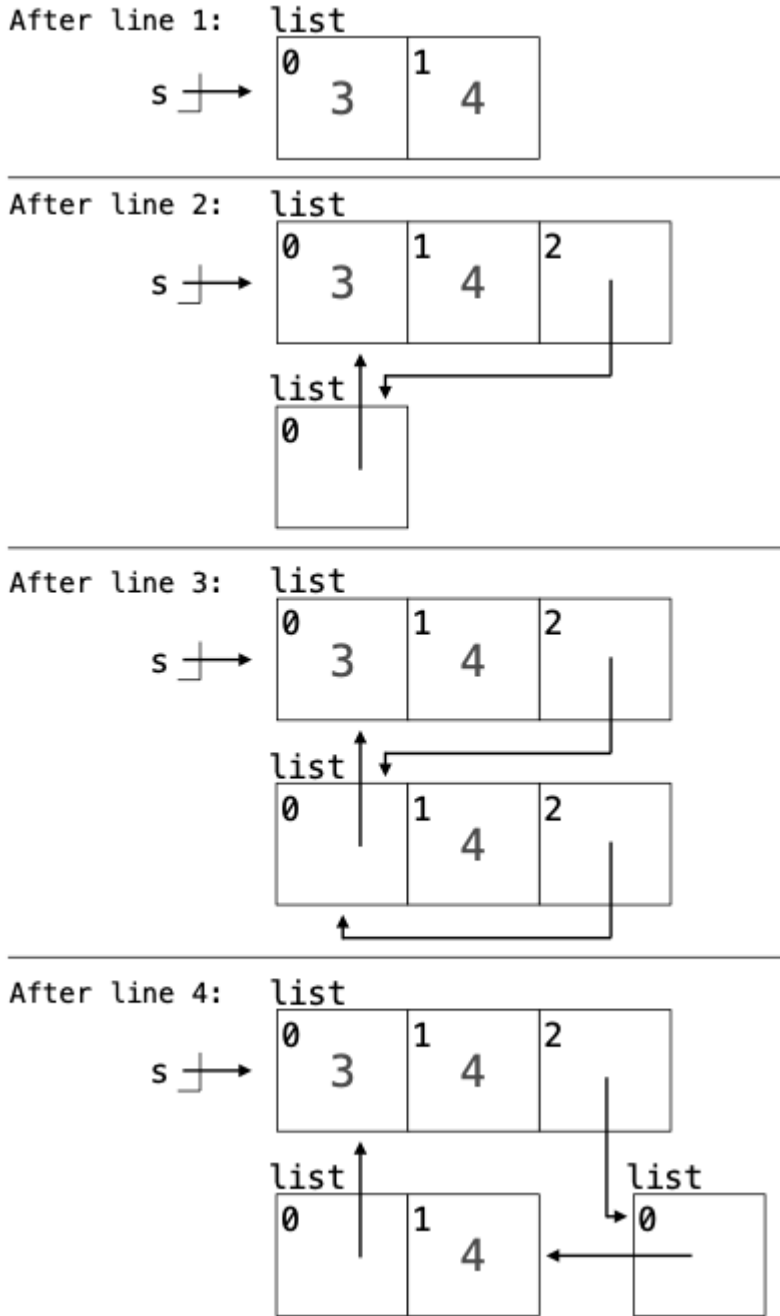 After line 1: list
0 1
s 3 4
After line 2: list
0 1 2
s 3 4
list
0
After line 3: list
0 1 2
s 3 4
list
0 1 2
4
After line 4: list
0 1 2
s 3 4
list list
0 1 0
4